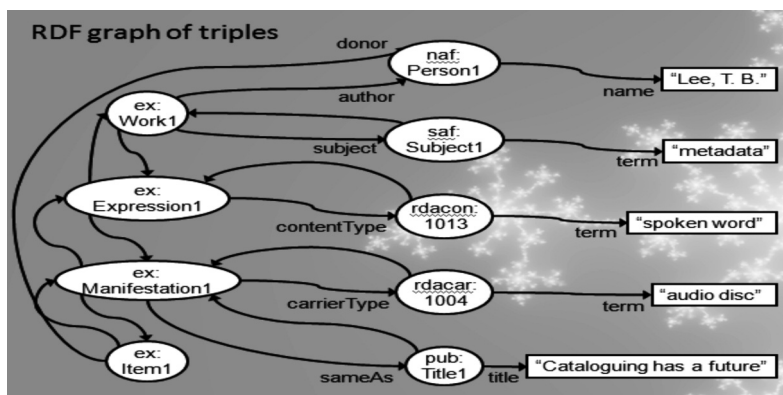 RDF graph of triples
donor
naf:
Person1
name
"Lee, T. B."
author
ex:
Work1
subject
saf:
Subject1
term
"metadata"
ex:
Expression1
contentType
rdacon:
1013
term
"spoken word"
ex:
Manifestation1
carrierType
rdacar:
1004
term
"audio disc"
ex:
Item1
sameAs
pub:
Title1
title
"Cataloguing has a future"